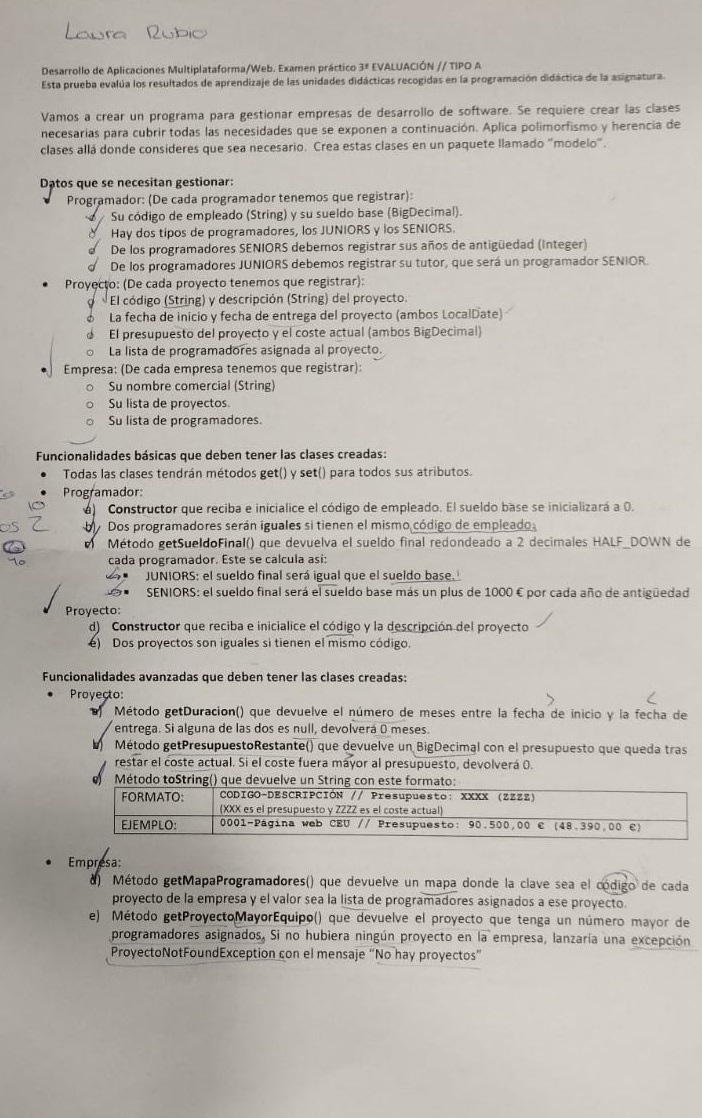 Laura Rubio
Desarrollo de Aplicaciones Multiplataforma/Web. Examen práctico 3ª EVALUACIÓN // TIPO A
Esta prueba evalúa los resultados de aprendizaje de las unidades didácticas recogidas en la programación didáctica de la asignatura.
Vamos a crear un programa para gestionar empresas de desarrollo de software. Se requiere crear las clases
necesarias para cubrir todas las necesidades que se exponen a continuación. Aplica polimorfismo y herencia de
clases allá donde consideres que sea necesario. Crea estas clases en un paquete llamado "modelo".
Datos que se necesitan gestionar:
Programador: (De cada programador tenemos que registrar):
Su código de empleado (String) y su sueldo base (BigDecimal).
Hay dos tipos de programadores, los JUNIORS y los SENIORS.
De los programadores SENIORS debemos registrar sus años de antigüedad (Integer)
De los programadores JUNIORS debemos registrar su tutor, que será un programador SENIOR.
• Proyecto: (De cada proyecto tenemos que registrar):
El código (String) y descripción (String) del proyecto.
La fecha de inicio y fecha de entrega del proyecto (ambos LocalDate)
El presupuesto del proyecto y el coste actual (ambos BigDecimal)
o La lista de programadores asignada al proyecto.
• Empresa: (De cada empresa tenemos que registrar):
o Su nombre comercial (String)
o Su lista de proyectos.
o Su lista de programadores.
Funcionalidades básicas que deben tener las clases creadas:
• Todas las clases tendrán métodos get() y set() para todos sus atributos.
• Programador:
a) Constructor que reciba e inicialice el código de empleado. El sueldo base se inicializará a 0.
b) Dos programadores serán iguales si tienen el mismo código de empleado.
c) Método getSueldoFinal() que devuelva el sueldo final redondeado a 2 decimales HALF_DOWN de
cada programador. Este se calcula así:
▪ JUNIORS: el sueldo final será igual que el sueldo base.
▪ SENIORS: el sueldo final será el sueldo base más un plus de 1000 € por cada año de antigüedad
Proyecto:
d) Constructor que reciba e inicialice el código y la descripción del proyecto
e) Dos proyectos son iguales si tienen el mismo código.
Funcionalidades avanzadas que deben tener las clases creadas:
• Proyecto:
a) Método getDuracion() que devuelve el número de meses entre la fecha de inicio y la fecha de
entrega. Si alguna de las dos es null, devolverá 0 meses.
b) Método getPresupuestoRestante() que devuelve un BigDecimal con el presupuesto que queda tras
restar el coste actual. Si el coste fuera mayor al presupuesto, devolverá 0.
c) Método toString() que devuelve un String con este formato:
FORMATO: CODIGO-DESCRIPCIÓN // Presupuesto: XXXX (ZZZZ)
(XXX es el presupuesto y ZZZZ es el coste actual)
EJEMPLO: 0001-Página web CEU // Presupuesto: 90.500,00 € (48.390,00 €)
• Empresa:
d) Método getMapaProgramadores() que devuelve un mapa donde la clave sea el código de cada
proyecto de la empresa y el valor sea la lista de programadores asignados a ese proyecto.
e) Método getProyectoMayorEquipo() que devuelve el proyecto que tenga un número mayor de
programadores asignados. Si no hubiera ningún proyecto en la empresa, lanzaría una excepción
ProyectoNotFoundException con el mensaje "No hay proyectos"